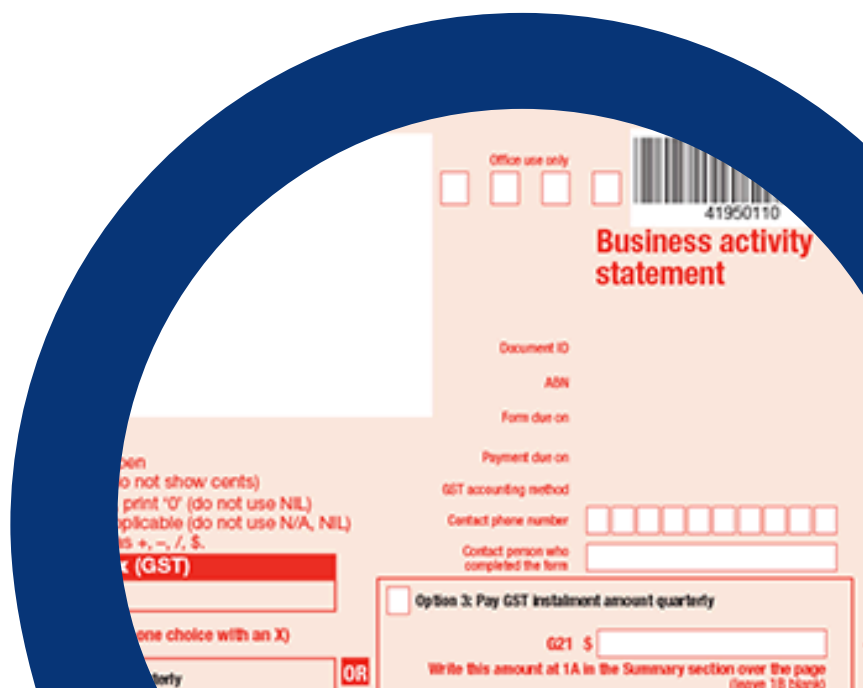 Office use only
41950110
Business activity
statement
Document ID
ABN
Form due on
Payment due on
GST accounting method
Contact phone number
Contact person who
completed the form
not show cents)
print ‘0’ (do not use NIL)
(do not use N/A, NIL)
+, –, /, $.
(GST)
one choice with an X)
OR
Option 3: Pay GST instalment amount quarterly
G21 $
Write this amount at 1A in the Summary section over the page
(leave 1B blank)